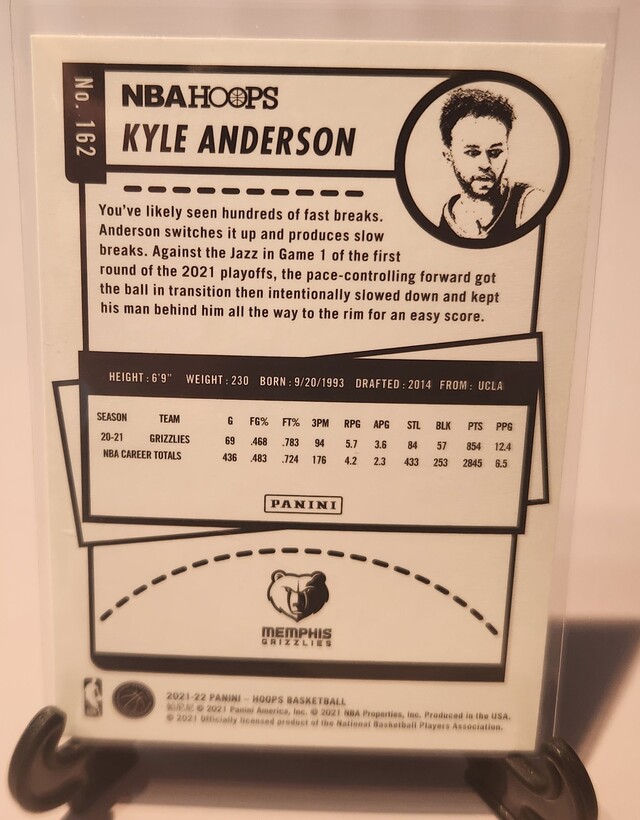 No. 162
NBA HOOPS
KYLE ANDERSON
You've likely seen hundreds of fast breaks.
Anderson switches it up and produces slow
breaks. Against the Jazz in Game 1 of the first
round of the 2021 playoffs, the pace-controlling forward got
the ball in transition then intentionally slowed down and kept
his man behind him all the way to the rim for an easy score.
HEIGHT: 6'9" WEIGHT: 230 BORN: 9/20/1993 DRAFTED: 2014 FROM: UCLA
SEASON TEAM G FG% FT% 3PM RPG APG STL BLK PTS PPG
20-21 GRIZZLIES 69 .468 .783 94 5.7 3.6 84 57 854 12.4
NBA CAREER TOTALS 436 .483 .724 176 4.2 2.3 433 253 2845 6.5
PANINI
MEMPHIS
GRIZZLIES
2021-22 PANINI – HOOPS BASKETBALL
© 2021 Panini America, Inc. © 2021 NBA Properties, Inc. Produced in the USA.
© 2021 Officially licensed product of the National Basketball Players Association.